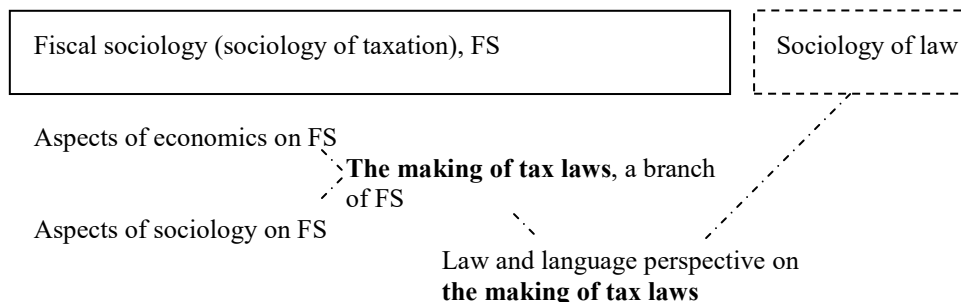 Fiscal sociology (sociology of taxation), FS
Sociology of law
Aspects of economics on FS
The making of tax laws, a branch
of FS
Aspects of sociology on FS
Law and language perspective on
the making of tax laws